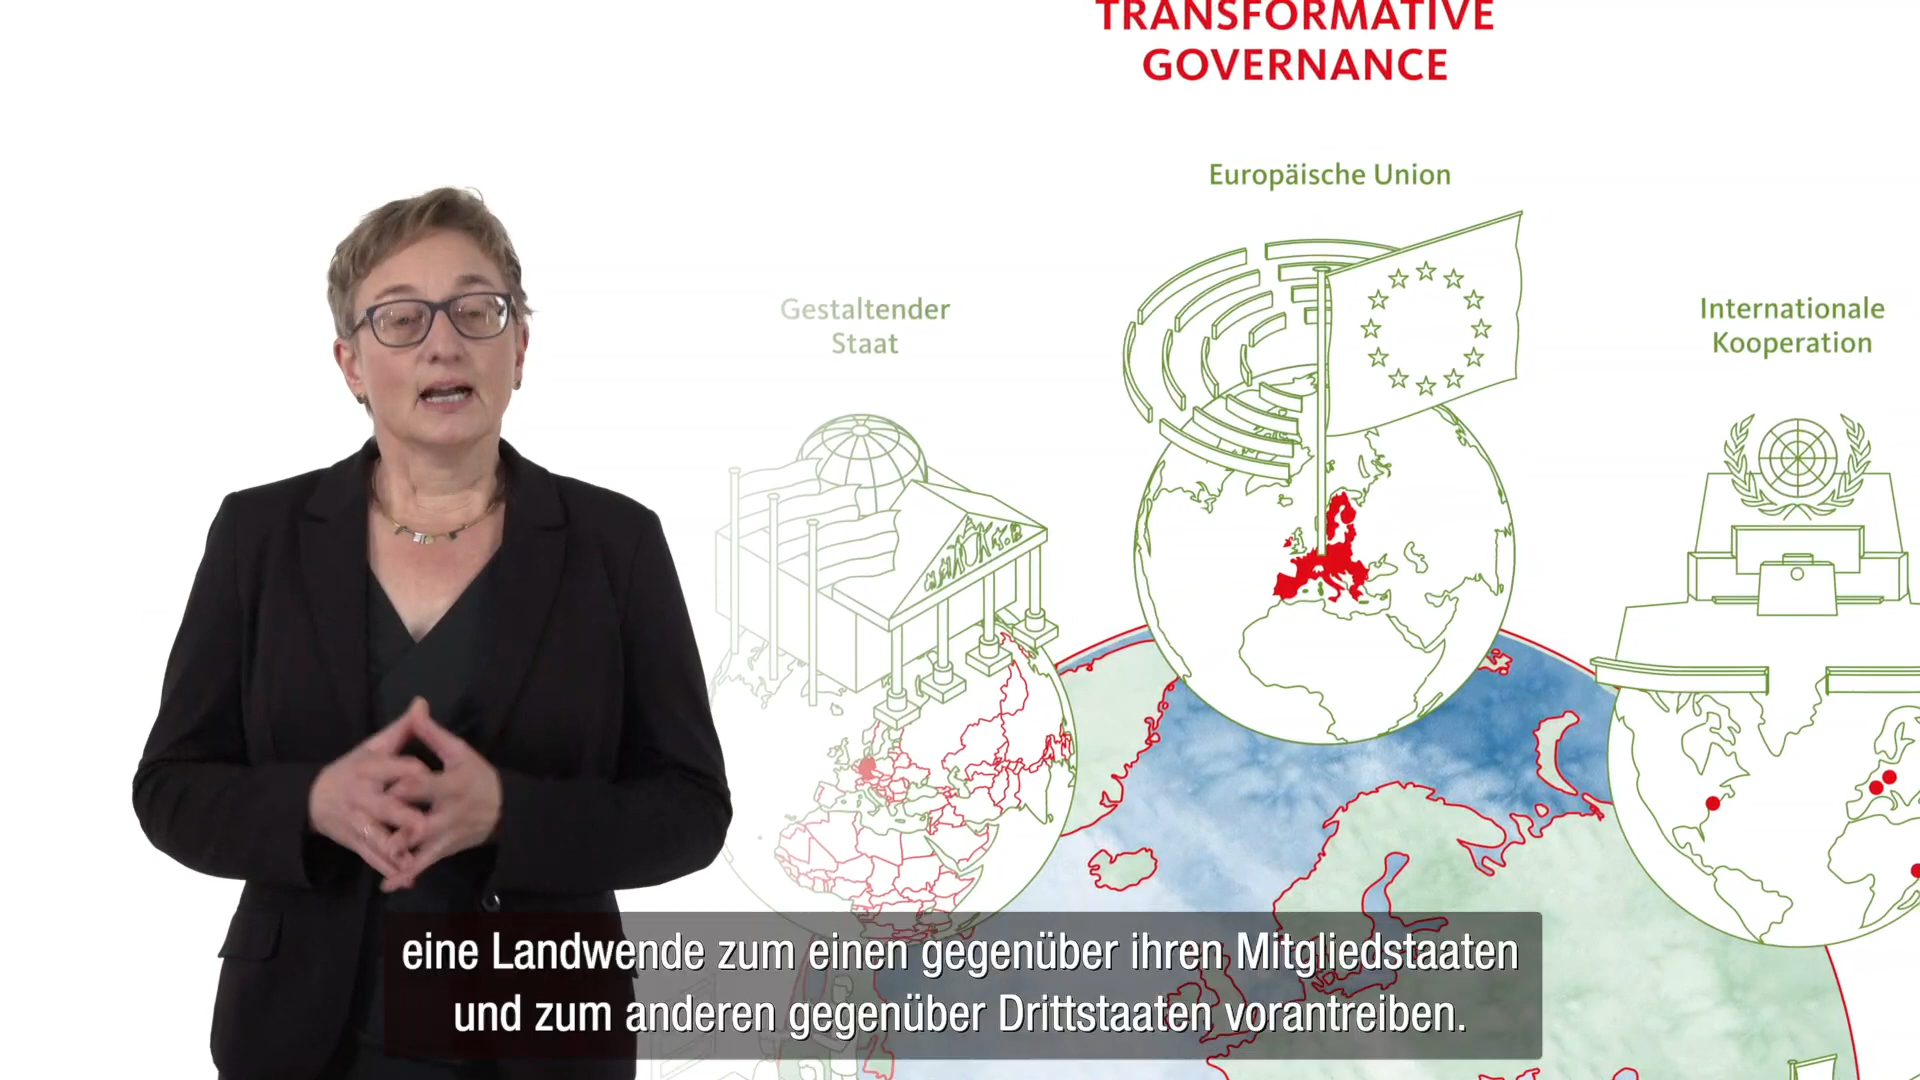 TRANSFORMATIVE
GOVERNANCE
Europäische Union
Gestaltender
Staat
Internationale
Kooperation
eine Landwende zum einen gegenüber ihren Mitgliedstaaten
und zum anderen gegenüber Drittstaaten vorantreiben.